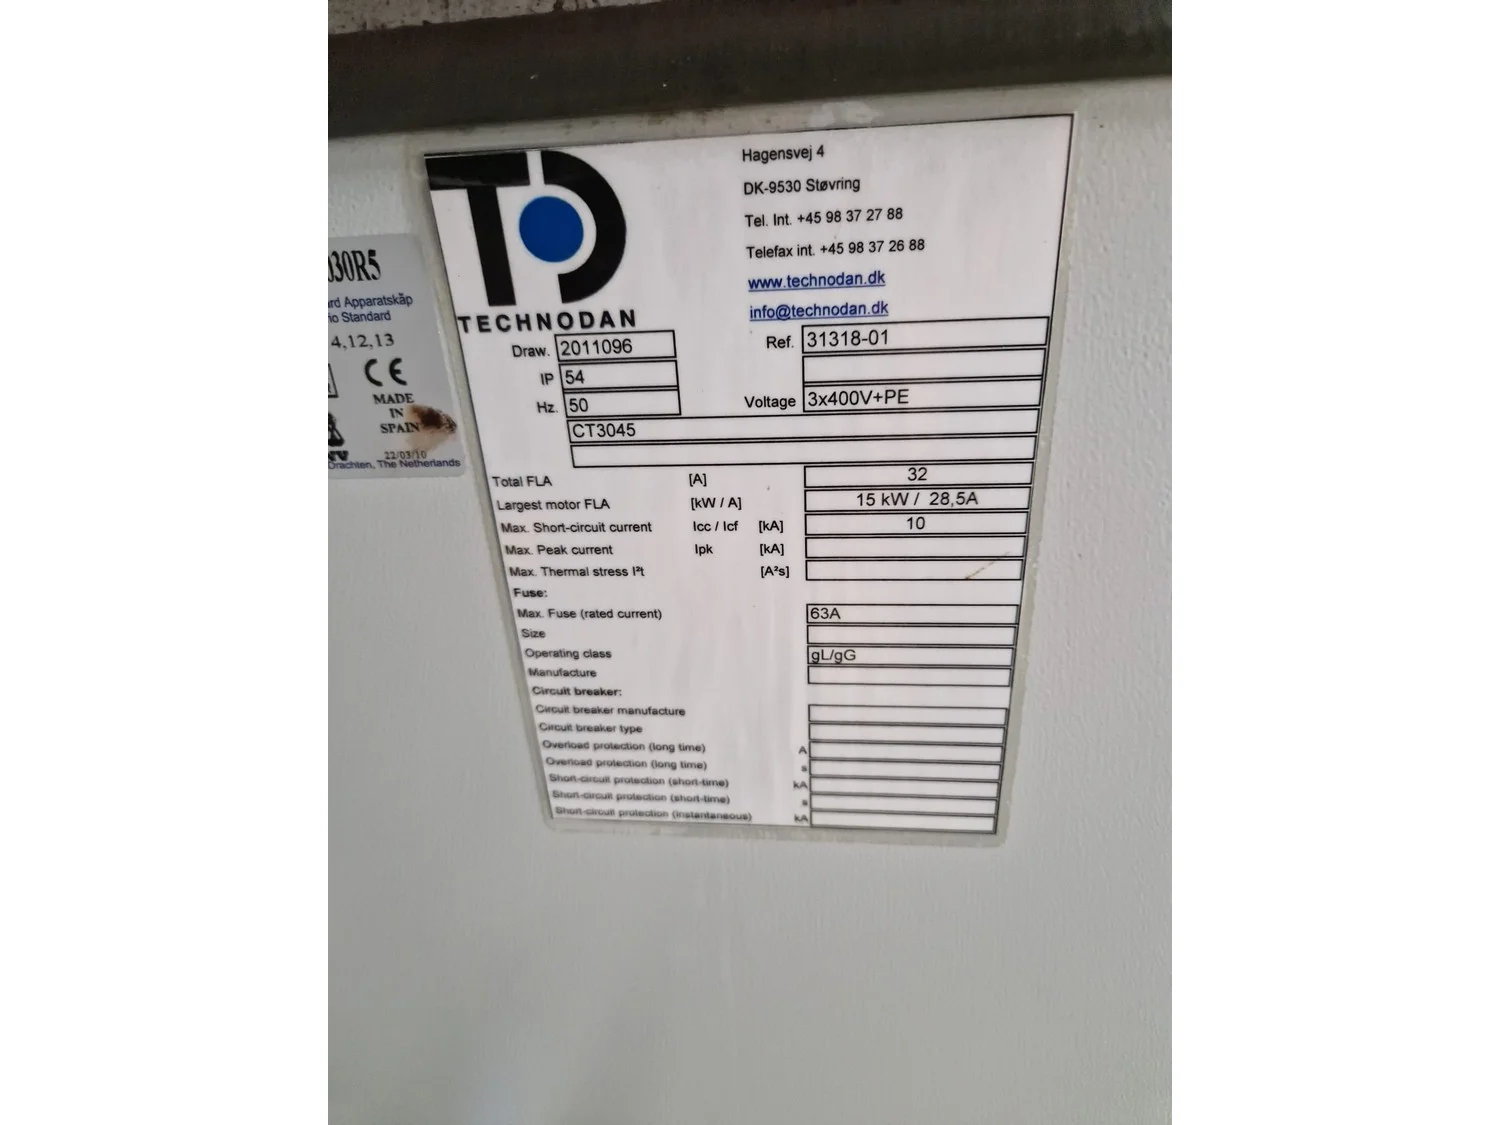 030R5
Apparatskåp
Standard
4,12,13
CE
MADE
IN
SPAIN
22/03/10
Drachten, The Netherlands
TD
TECHNODAN
Hagensvej 4
DK-9530 Støvring
Tel. Int. +45 98 37 27 88
Telefax int. +45 98 37 26 88
www.technodan.dk
info@technodan.dk
Draw. 2011096 Ref. 31318-01
IP 54
Hz. 50 Voltage 3x400V+PE
CT3045
Total FLA [A] 32
Largest motor FLA [kW / A] 15 kW / 28,5A
Max. Short-circuit current Icc / Icf [kA] 10
Max. Peak current Ipk [kA]
Max. Thermal stress I²t [A²s]
Fuse:
Max. Fuse (rated current) 63A
Size
Operating class gL/gG
Manufacture
Circuit breaker:
Circuit breaker manufacture
Circuit breaker type
Overload protection (long time) A
Overload protection (long time) s
Short-circuit protection (short-time) kA
Short-circuit protection (short-time) s
Short-circuit protection (instantaneous) kA